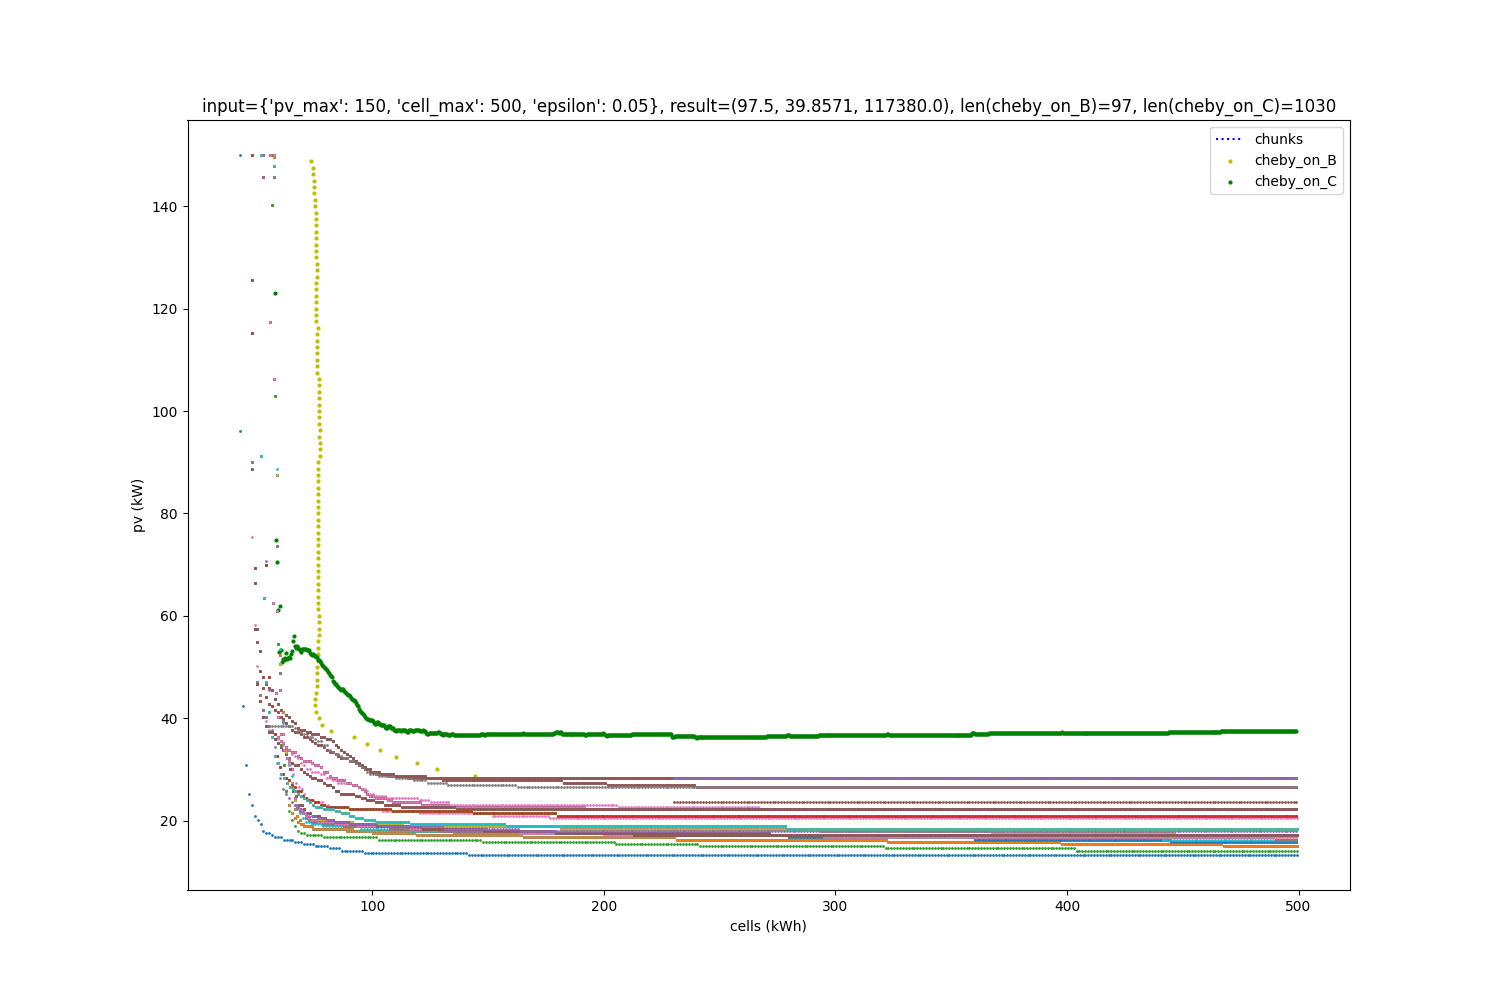 input={'pv_max': 150, 'cell_max': 500, 'epsilon': 0.05}, result=(97.5, 39.8571, 117380.0), len(cheby_on_B)=97, len(cheby_on_C)=1030
chunks
cheby_on_B
cheby_on_C
140
120
100
80
60
40
20
pv (kW)
100 200 300 400 500
cells (kWh)